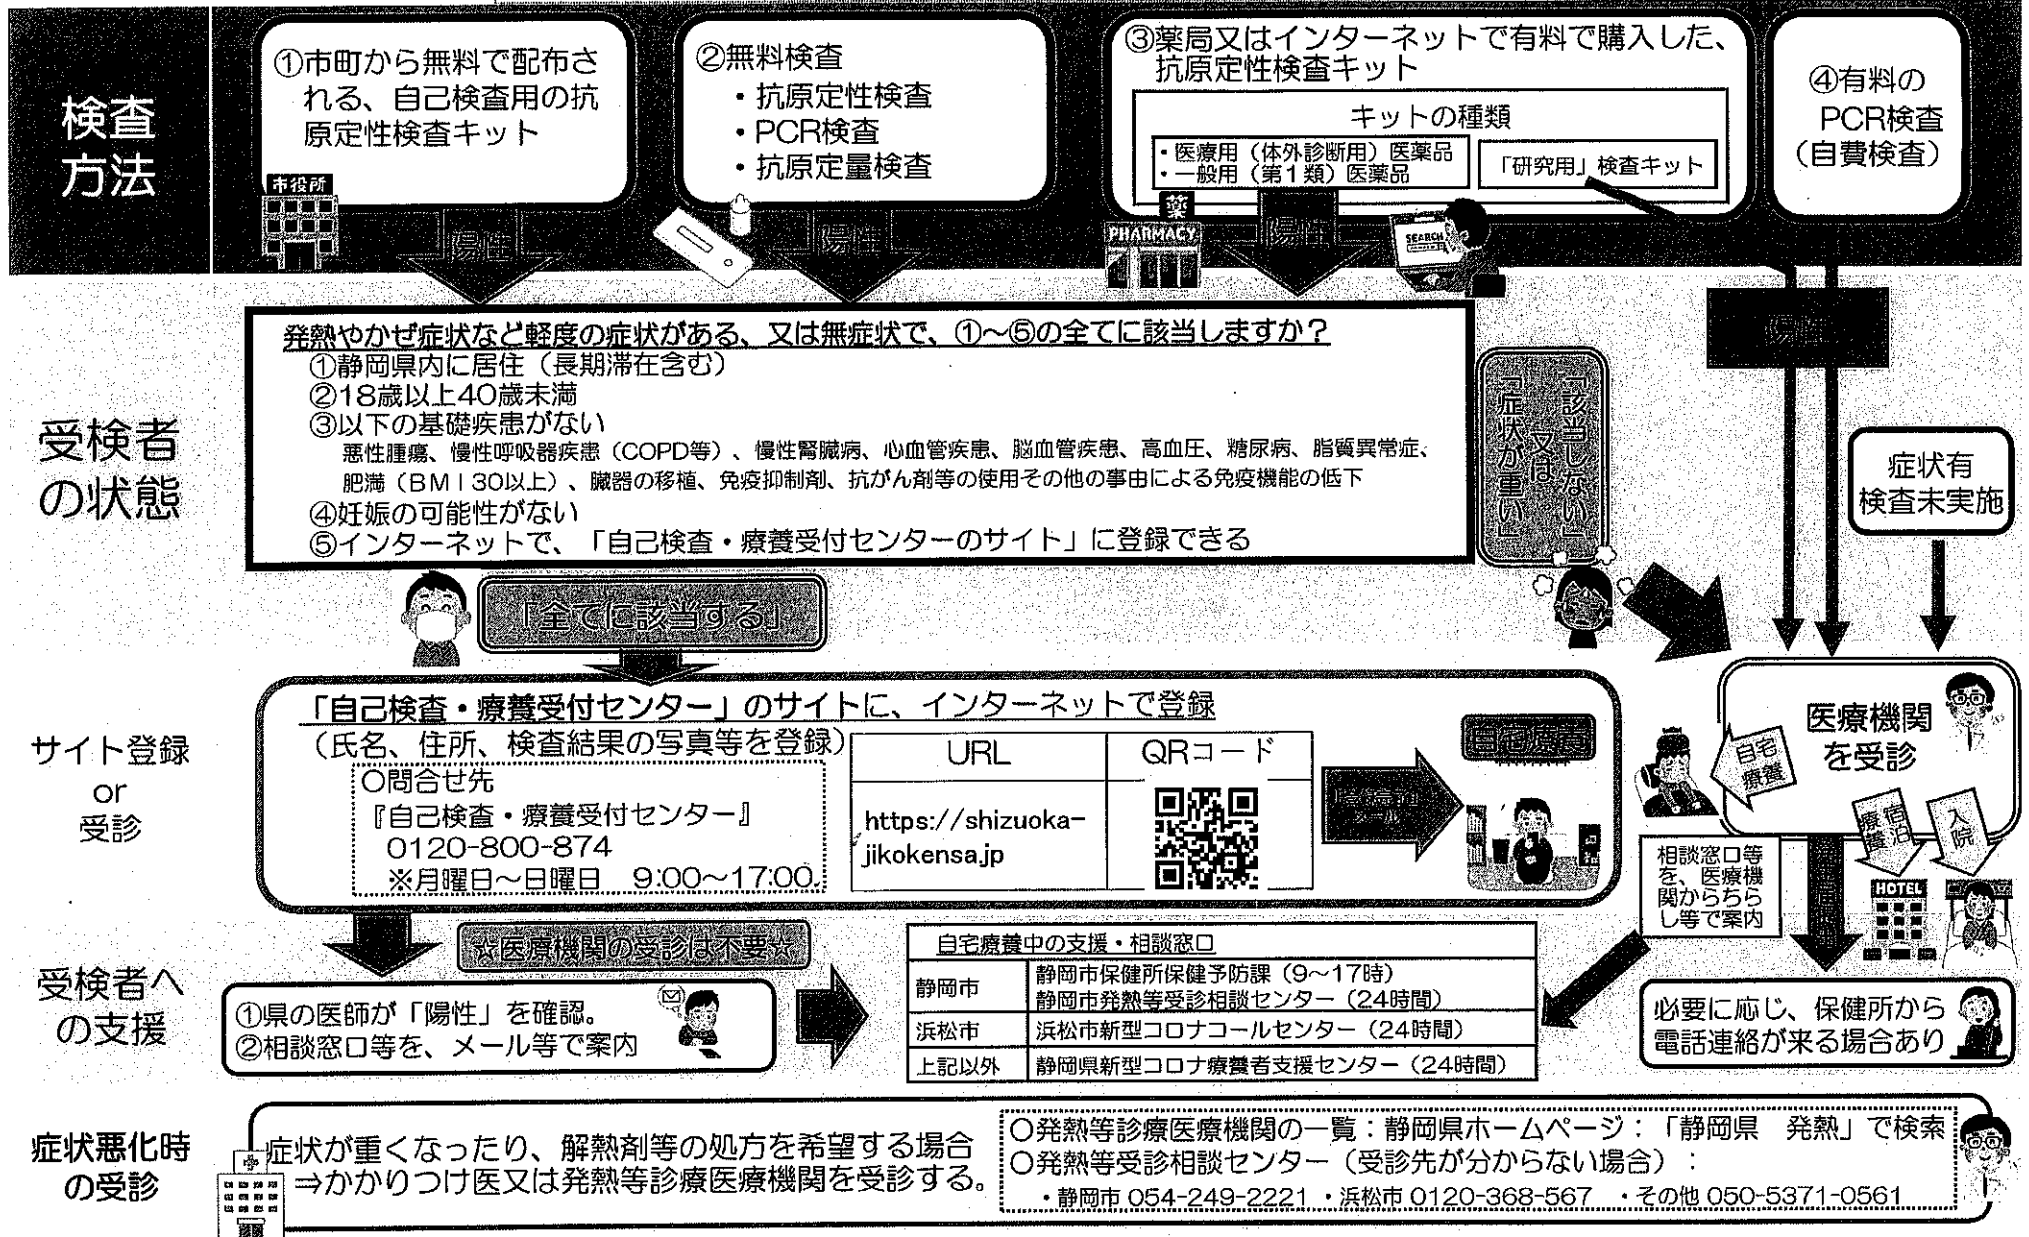 検査
方法
①市町から無料で配布さ
れる、自己検査用の抗
原定性検査キット
市役所
陽性
②無料検査
・抗原定性検査
・PCR検査
・抗原定量検査
陽性
③薬局又はインターネットで有料で購入した、
抗原定性検査キット
キットの種類
・医療用（体外診断用）医薬品
・一般用（第1類）医薬品
「研究用」検査キット
薬
PHARMACY
陽性
SEARCH
④有料の
PCR検査
（自費検査）
陽性
受検者
の状態
発熱やかぜ症状など軽度の症状がある、又は無症状で、①～⑤の全てに該当しますか？
①静岡県内に居住（長期滞在含む）
②18歳以上40歳未満
③以下の基礎疾患がない
悪性腫瘍、慢性呼吸器疾患（COPD等）、慢性腎臓病、心血管疾患、脳血管疾患、高血圧、糖尿病、脂質異常症、
肥満（BMI30以上）、臓器の移植、免疫抑制剤、抗がん剤等の使用その他の事由による免疫機能の低下
④妊娠の可能性がない
⑤インターネットで、「自己検査・療養受付センターのサイト」に登録できる
「該当しない」
又は
「症状が重い」
症状有
検査未実施
「全てに該当する」
サイト登録
or
受診
「自己検査・療養受付センター」のサイトに、インターネットで登録
（氏名、住所、検査結果の写真等を登録）
〇問合せ先
『自己検査・療養受付センター』
0120-800-874
※月曜日～日曜日 9:00～17:00
URL
QRコード
https://shizuoka-
jikokensa.jp
メール
自宅療養
医療機関
を受診
自宅
療養
宿泊
療養
入院
HOTEL
相談窓口等
を、医療機
関からちら
し等で案内
受検者へ
の支援
☆医療機関の受診は不要☆
①県の医師が「陽性」を確認。
②相談窓口等を、メール等で案内
自宅療養中の支援・相談窓口
静岡市 静岡市保健所保健予防課（9～17時）
静岡市発熱等受診相談センター（24時間）
浜松市 浜松市新型コロナコールセンター（24時間）
上記以外 静岡県新型コロナ療養者支援センター（24時間）
必要に応じ、保健所から
電話連絡が来る場合あり
症状悪化時
の受診
症状が重くなったり、解熱剤等の処方を希望する場合
⇒かかりつけ医又は発熱等診療医療機関を受診する。
〇発熱等診療医療機関の一覧：静岡県ホームページ：「静岡県 発熱」で検索
〇発熱等受診相談センター（受診先が分からない場合）：
・静岡市 054-249-2221 ・浜松市 0120-368-567 ・その他 050-5371-0561